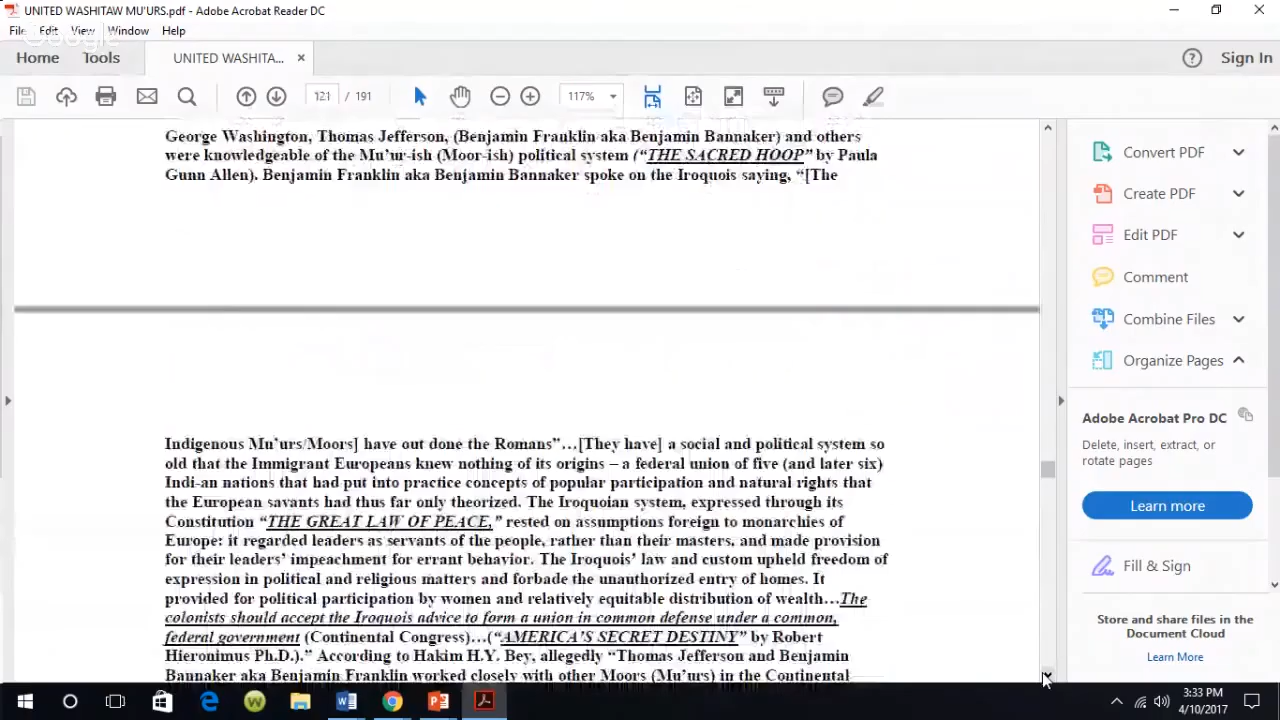 UNITED WASHITAW MU'URS.pdf - Adobe Acrobat Reader DC
File Edit View Window Help
Google
Home Tools UNITED WASHITA... × Sign In
121 / 191 117%
George Washington, Thomas Jefferson, (Benjamin Franklin aka Benjamin Bannaker) and others
were knowledgeable of the Mu'ur-ish (Moor-ish) political system (“THE SACRED HOOP” by Paula
Gunn Allen). Benjamin Franklin aka Benjamin Bannaker spoke on the Iroquois saying, “[The
Indigenous Mu'urs/Moors] have out done the Romans”…[They have] a social and political system so
old that the Immigrant Europeans knew nothing of its origins – a federal union of five (and later six)
Indi-an nations that had put into practice concepts of popular participation and natural rights that
the European savants had thus far only theorized. The Iroquoian system, expressed through its
Constitution “THE GREAT LAW OF PEACE,” rested on assumptions foreign to monarchies of
Europe: it regarded leaders as servants of the people, rather than their masters, and made provision
for their leaders' impeachment for errant behavior. The Iroquois' law and custom upheld freedom of
expression in political and religious matters and forbade the unauthorized entry of homes. It
provided for political participation by women and relatively equitable distribution of wealth…The
colonists should accept the Iroquois advice to form a union in common defense under a common,
federal government (Continental Congress)…(“AMERICA'S SECRET DESTINY” by Robert
Hieronimus Ph.D.).” According to Hakim H.Y. Bey, allegedly “Thomas Jefferson and Benjamin
Bannaker aka Benjamin Franklin worked closely with other Moors (Mu'urs) in the Continental
Convert PDF
Create PDF
Edit PDF
Comment
Combine Files
Organize Pages
Adobe Acrobat Pro DC
Delete, insert, extract, or
rotate pages
Learn more
Fill & Sign
Store and share files in the
Document Cloud
Learn More
3:33 PM
4/10/2017